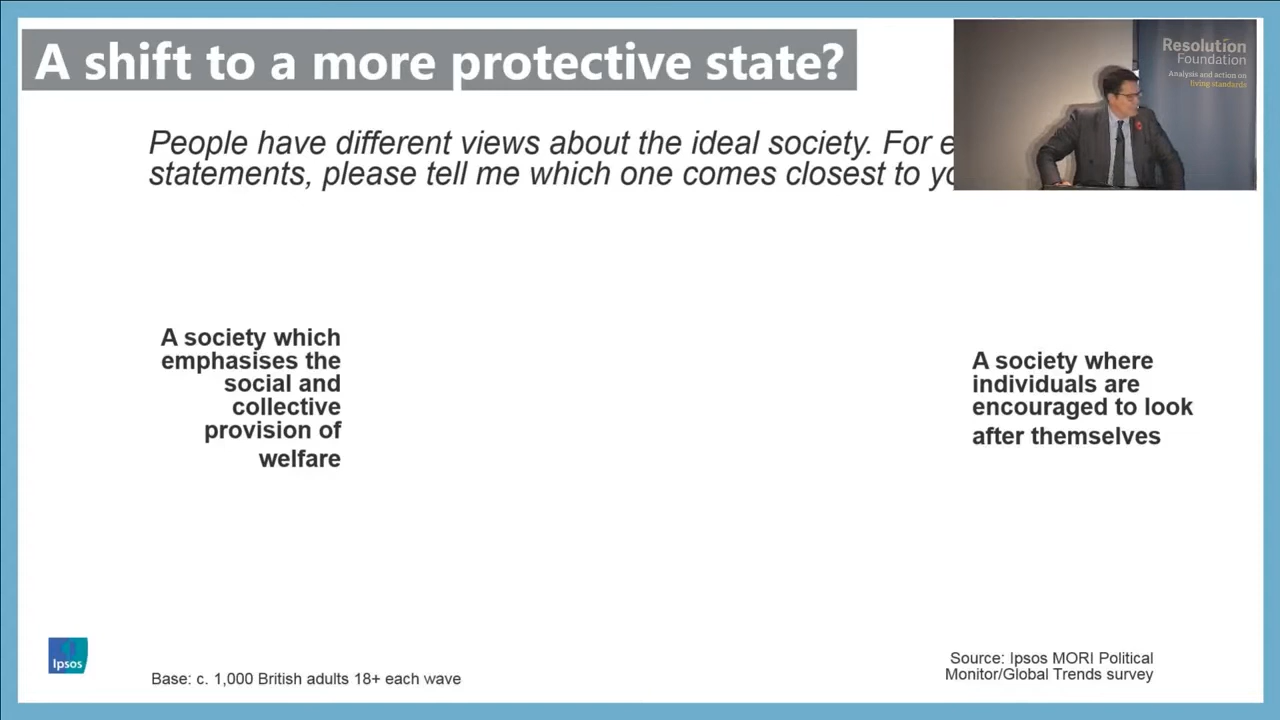 A shift to a more protective state?
Resolution
Foundation
Analysis and action on
living standards
People have different views about the ideal society. For e
statements, please tell me which one comes closest to yo
A society which
emphasises the
social and
collective
provision of
welfare
A society where
individuals are
encouraged to look
after themselves
Ipsos
Base: c. 1,000 British adults 18+ each wave
Source: Ipsos MORI Political
Monitor/Global Trends survey